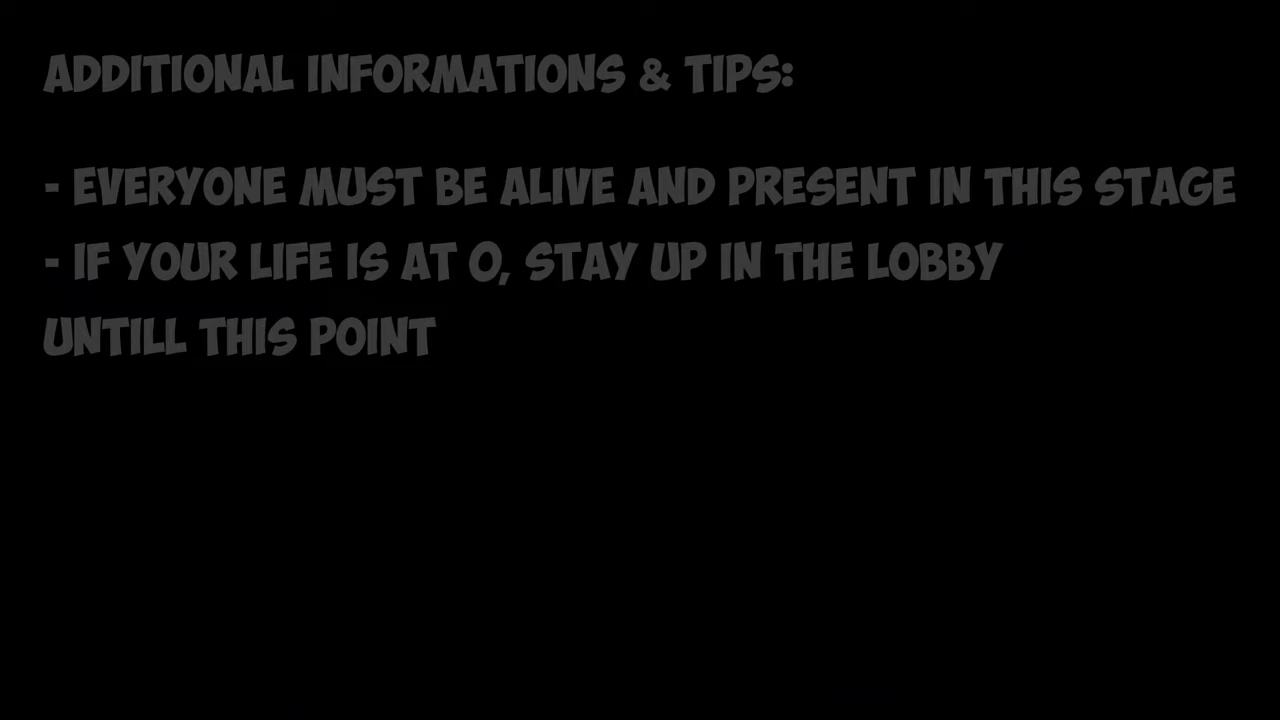 ADDITIONAL INFORMATIONS & TIPS:
- EVERYONE MUST BE ALIVE AND PRESENT IN THIS STAGE
- IF YOUR LIFE IS AT 0, STAY UP IN THE LOBBY
UNTILL THIS POINT